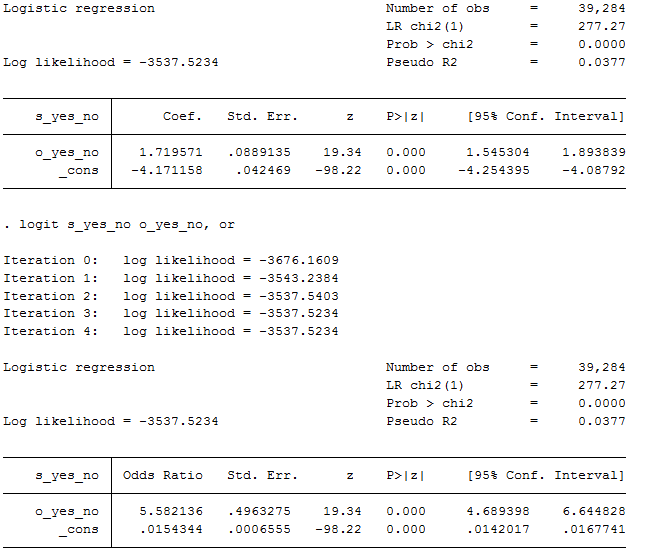 Logistic regression Number of obs = 39,284
LR chi2(1) = 277.27
Prob > chi2 = 0.0000
Log likelihood = -3537.5234 Pseudo R2 = 0.0377
s_yes_no Coef. Std. Err. z P>|z| [95% Conf. Interval]
o_yes_no 1.719571 .0889135 19.34 0.000 1.545304 1.893839
_cons -4.171158 .042469 -98.22 0.000 -4.254395 -4.08792
. logit s_yes_no o_yes_no, or
Iteration 0: log likelihood = -3676.1609
Iteration 1: log likelihood = -3543.2384
Iteration 2: log likelihood = -3537.5403
Iteration 3: log likelihood = -3537.5234
Iteration 4: log likelihood = -3537.5234
Logistic regression Number of obs = 39,284
LR chi2(1) = 277.27
Prob > chi2 = 0.0000
Log likelihood = -3537.5234 Pseudo R2 = 0.0377
s_yes_no Odds Ratio Std. Err. z P>|z| [95% Conf. Interval]
o_yes_no 5.582136 .4963275 19.34 0.000 4.689398 6.644828
_cons .0154344 .0006555 -98.22 0.000 .0142017 .0167741